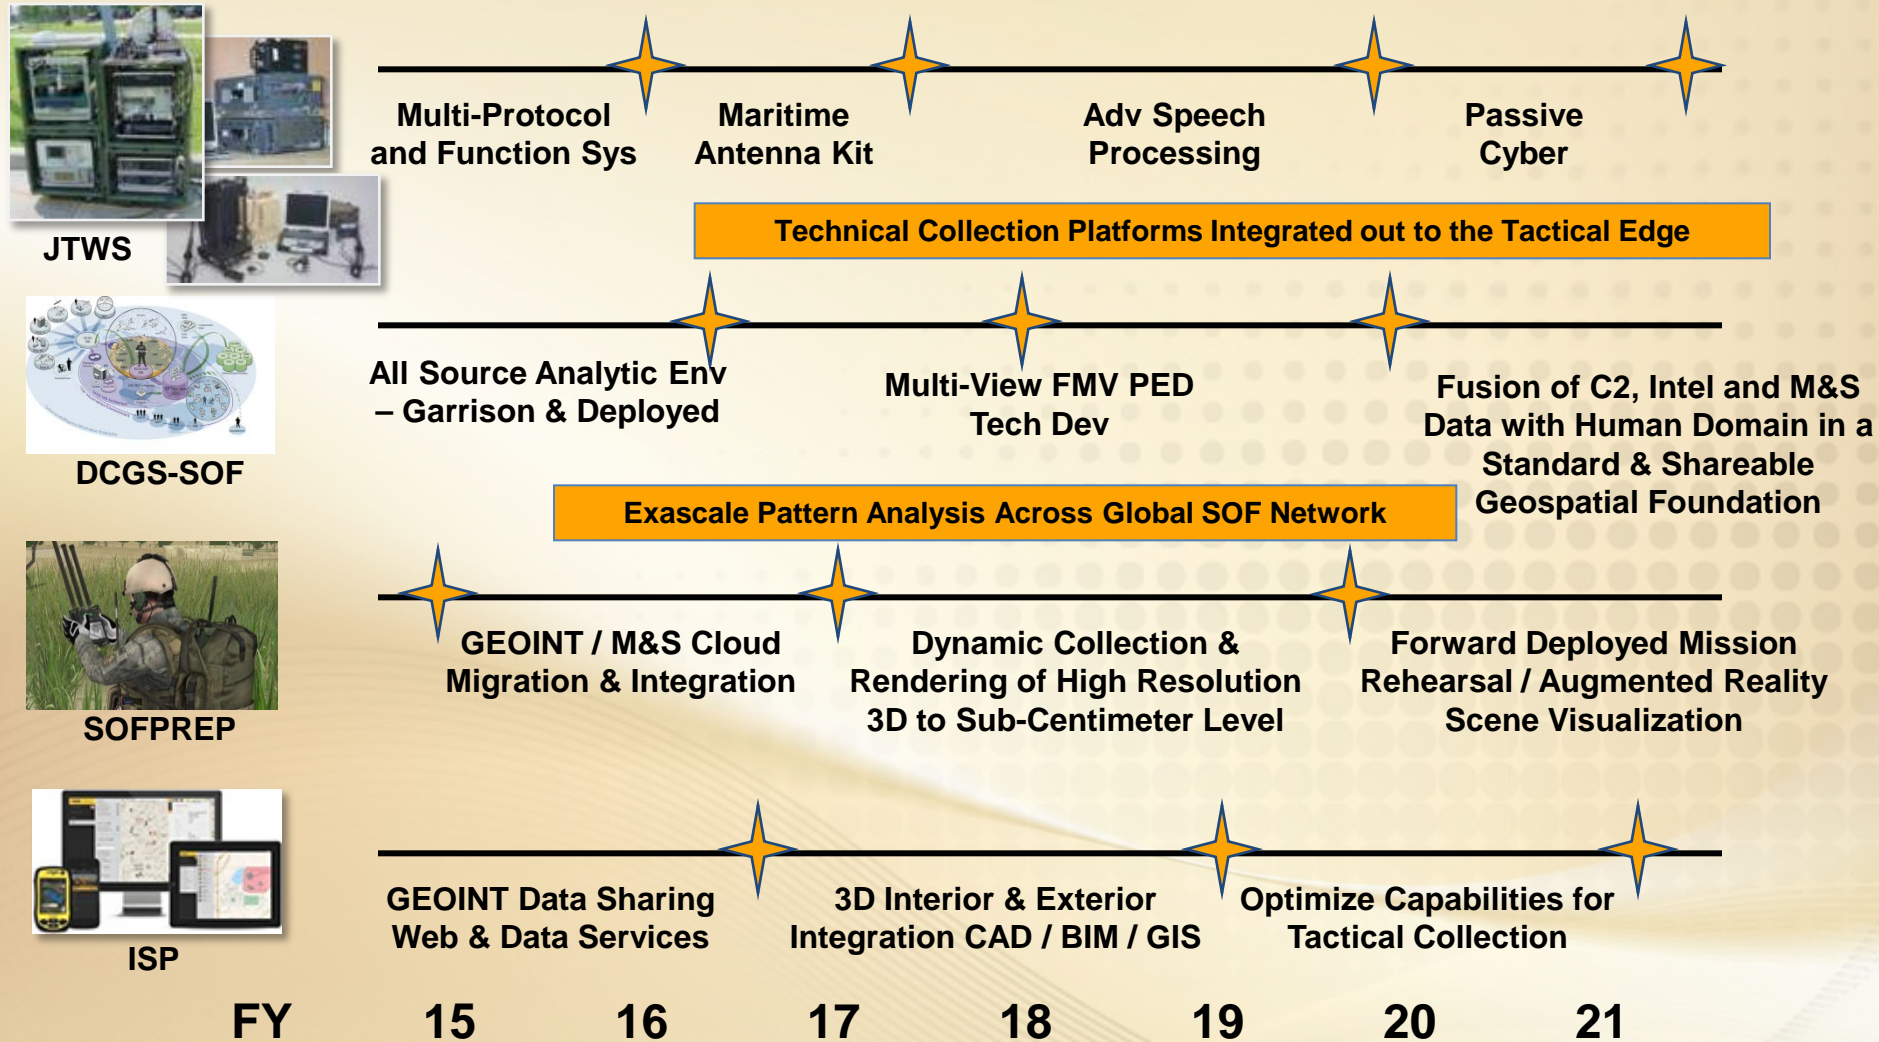 Multi-Protocol
and Function Sys
Maritime
Antenna Kit
Adv Speech
Processing
Passive
Cyber
JTWS
Technical Collection Platforms Integrated out to the Tactical Edge
All Source Analytic Env
– Garrison & Deployed
Multi-View FMV PED
Tech Dev
Fusion of C2, Intel and M&S
Data with Human Domain in a
Standard & Shareable
Geospatial Foundation
DCGS-SOF
Exascale Pattern Analysis Across Global SOF Network
GEOINT / M&S Cloud
Migration & Integration
Dynamic Collection &
Rendering of High Resolution
3D to Sub-Centimeter Level
Forward Deployed Mission
Rehearsal / Augmented Reality
Scene Visualization
SOFPREP
GEOINT Data Sharing
Web & Data Services
3D Interior & Exterior
Integration CAD / BIM / GIS
Optimize Capabilities for
Tactical Collection
ISP
FY 15 16 17 18 19 20 21